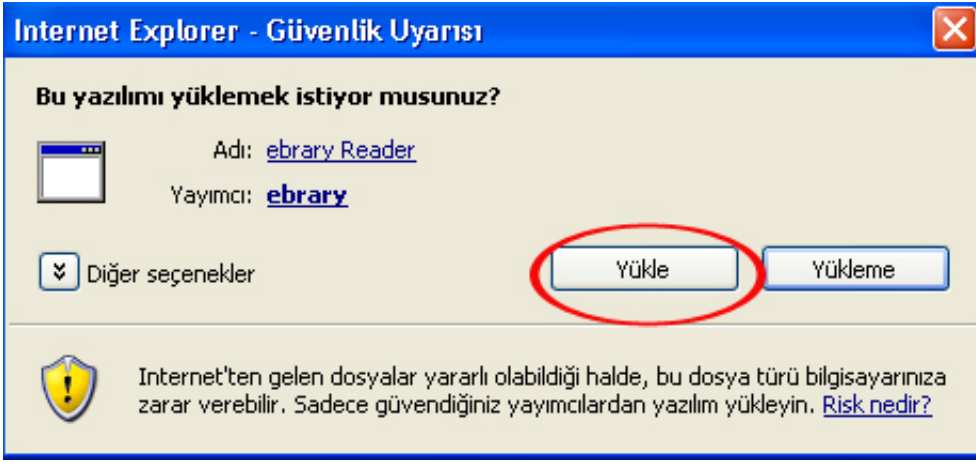 Internet Explorer - Güvenlik Uyarısı
Bu yazılımı yüklemek istiyor musunuz?
Adı: ebrary Reader
Yayımcı: ebrary
Diğer seçenekler
Yükle
Yükleme
Internet'ten gelen dosyalar yararlı olabildiği halde, bu dosya türü bilgisayarınıza
zarar verebilir. Sadece güvendiğiniz yayımcılardan yazılım yükleyin. Risk nedir?